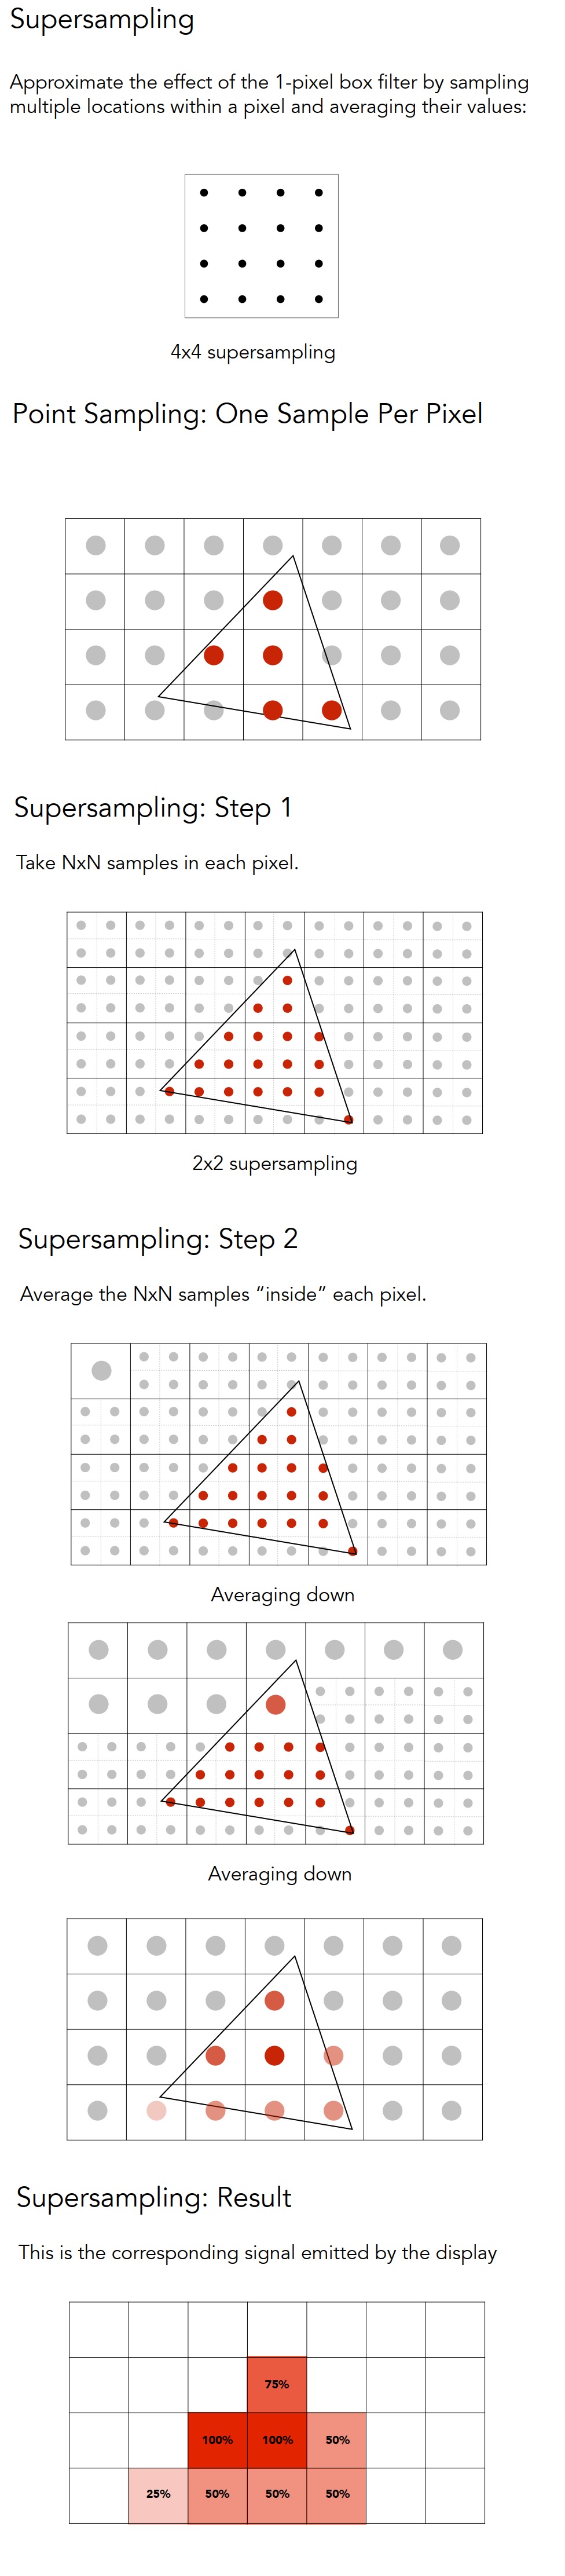 Supersampling
Approximate the effect of the 1-pixel box filter by sampling
multiple locations within a pixel and averaging their values:
4x4 supersampling
Point Sampling: One Sample Per Pixel
Supersampling: Step 1
Take NxN samples in each pixel.
2x2 supersampling
Supersampling: Step 2
Average the NxN samples “inside” each pixel.
Averaging down
Averaging down
Supersampling: Result
This is the corresponding signal emitted by the display
75%
100% 100% 50%
25% 50% 50% 50%